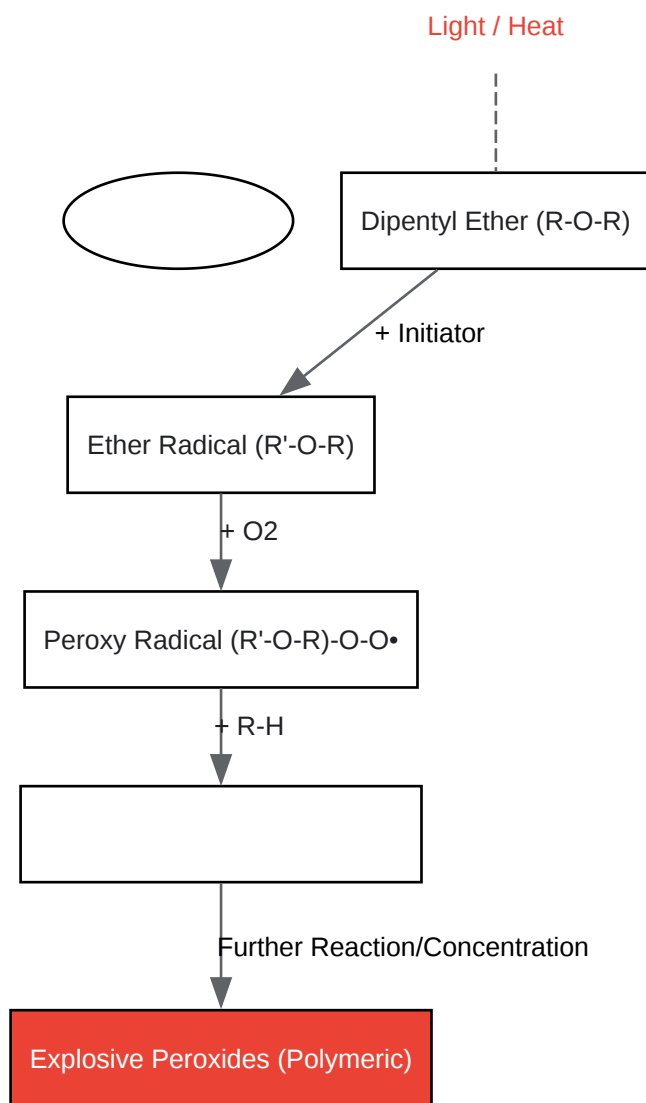 Light / Heat
Dipentyl Ether (R-O-R)
+ Initiator
Ether Radical (R'-O-R)
+ O2
Peroxy Radical (R'-O-R)-O-O•
+ R-H
Further Reaction/Concentration
Explosive Peroxides (Polymeric)